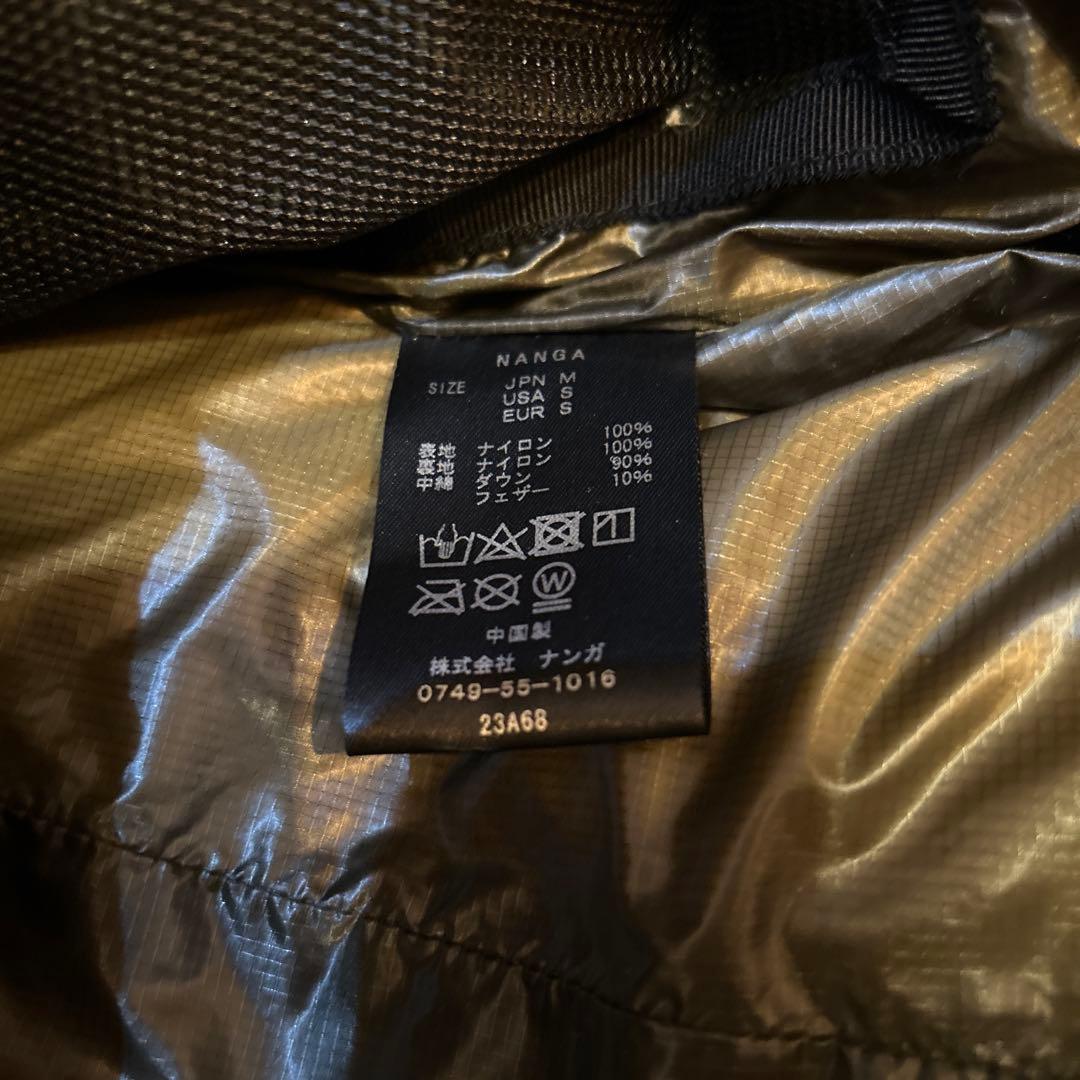 NANGA
SIZE JPN M
USA S
EUR S
表地 ナイロン 100%
裏地 ナイロン 100%
中綿 ダウン 90%
フェザー 10%
W
中国製
株式会社 ナンガ
0749-55-1016
23A68